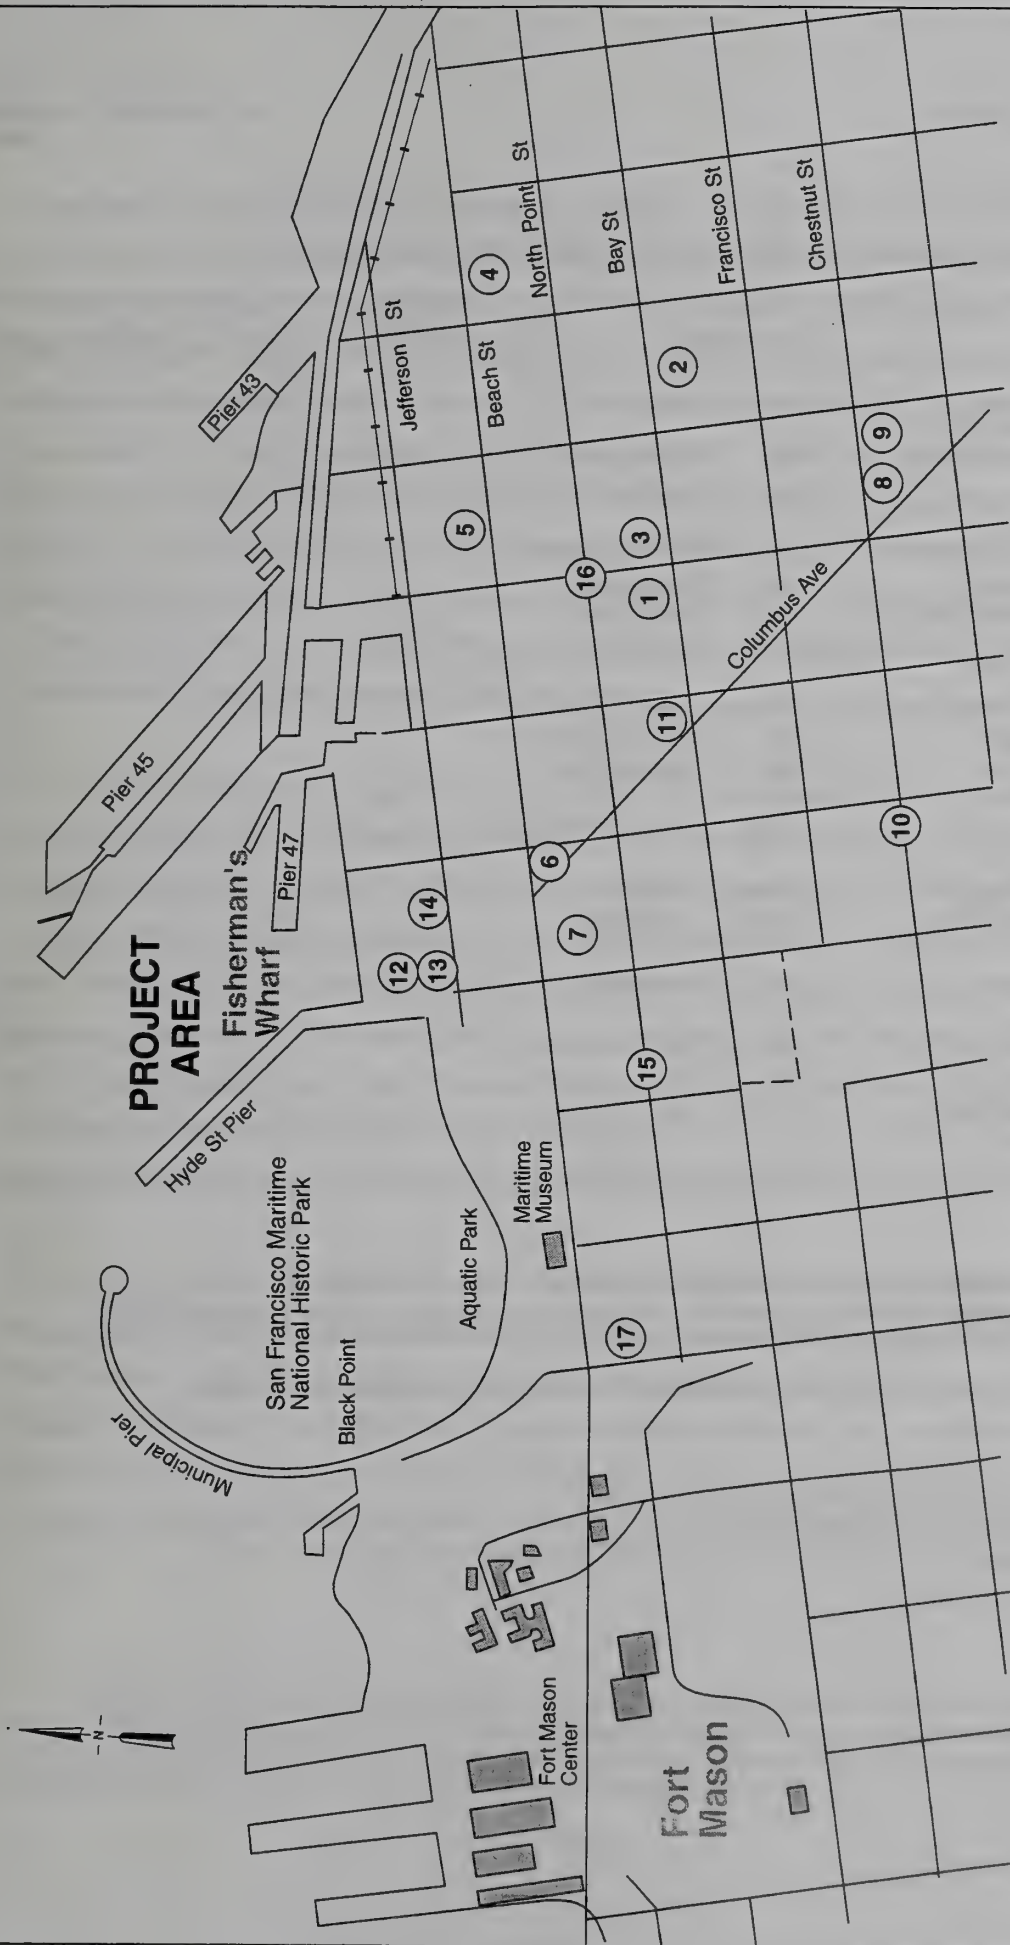 PROJECT
AREA
Fisherman's
Wharf
Pier 43
Pier 45
Pier 47
Hyde St Pier
San Francisco Maritime
National Historic Park
Municipal Pier
Black Point
Aquatic Park
Maritime
Museum
Fort Mason
Center
Fort
Mason
N
Jefferson St
Beach St
North Point St
Bay St
Francisco St
Chestnut St
Columbus Ave
4
2
5
3
16
1
9
8
11
6
7
14
12
13
10
15
17